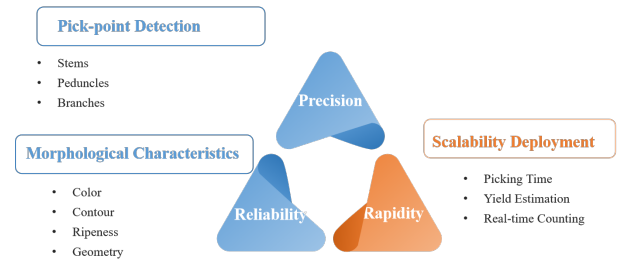 Pick-point Detection
• Stems
• Peduncles
• Branches
Precision
Morphological Characteristics
• Color
• Contour
• Ripeness
• Geometry
Reliability
Rapidity
Scalability Deployment
• Picking Time
• Yield Estimation
• Real-time Counting